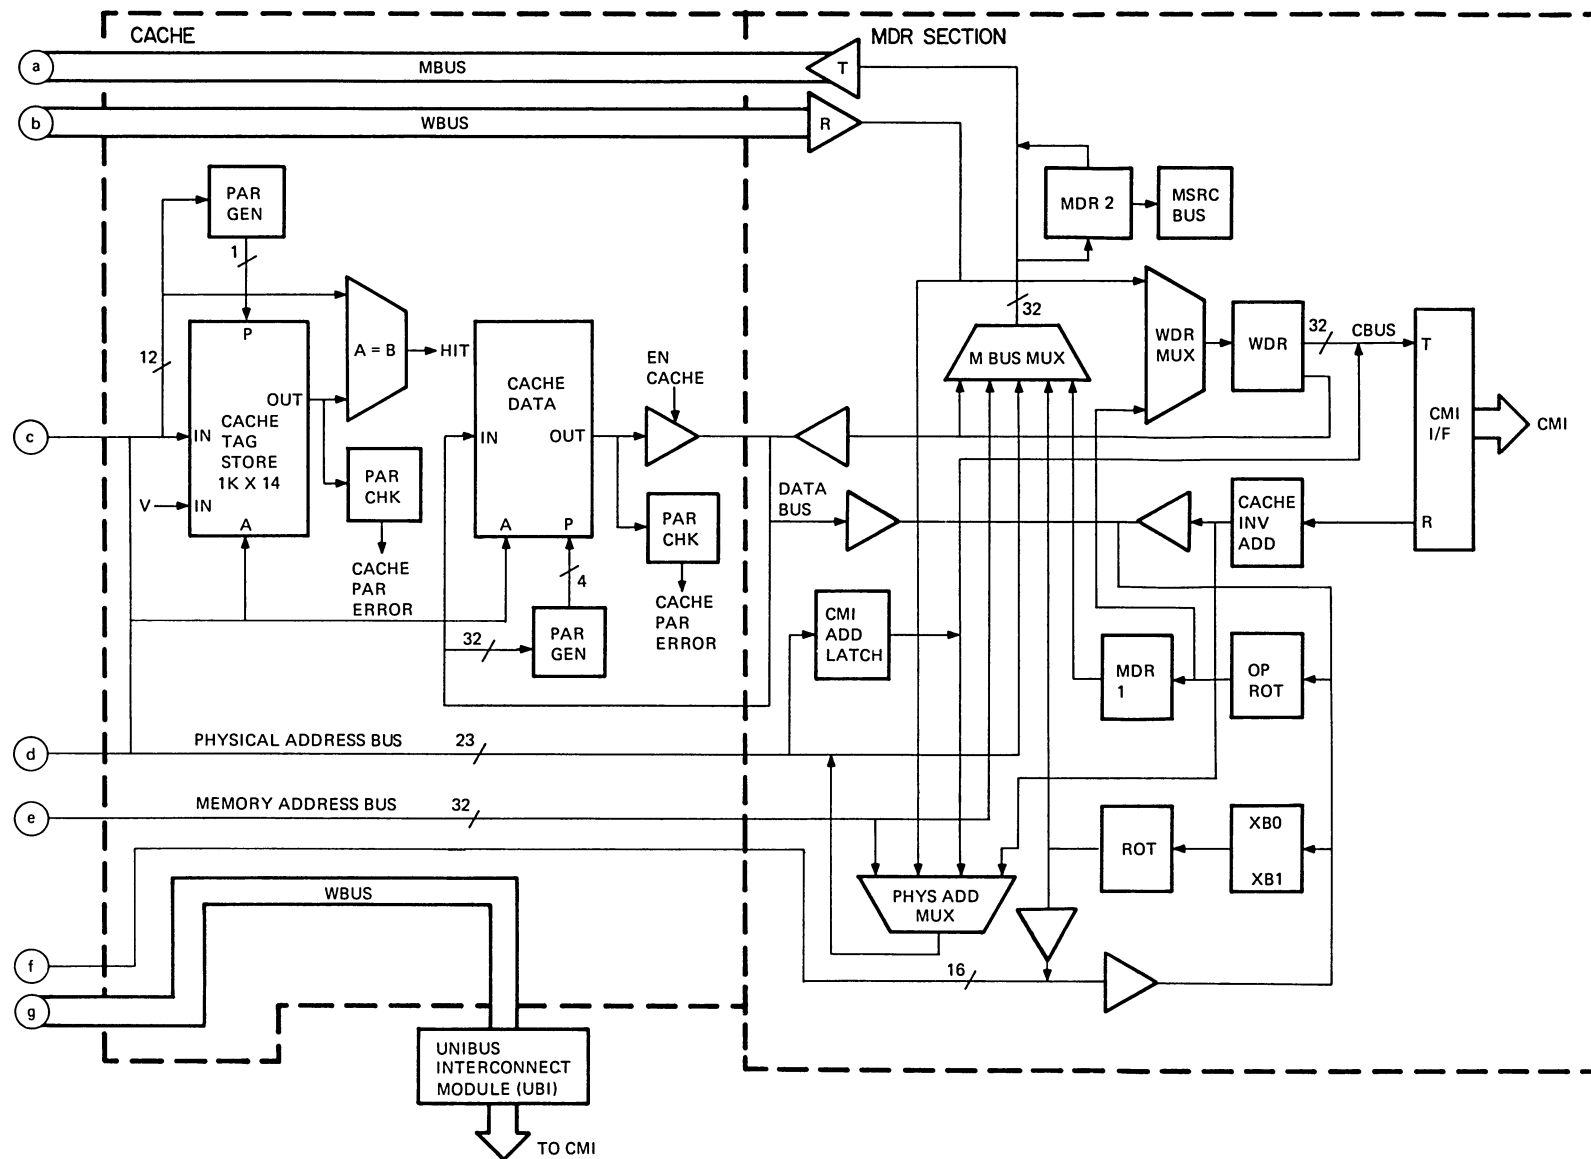 CACHE
MDR SECTION
a
MBUS
T
b
WBUS
R
PAR
GEN
1
MDR 2
MSRC
BUS
P
12
A = B
HIT
CACHE
DATA
EN
CACHE
32
M BUS MUX
WDR
MUX
WDR
32
CBUS
T
OUT
c
IN
CACHE
TAG
STORE
1K X 14
V
IN
A
PAR
CHK
CACHE
PAR
ERROR
IN
OUT
A
P
4
PAR
CHK
CACHE
PAR
ERROR
32
PAR
GEN
DATA
BUS
CMI
I/F
CMI
CACHE
INV
ADD
R
CMI
ADD
LATCH
MDR
1
OP
ROT
d
PHYSICAL ADDRESS BUS
23
e
MEMORY ADDRESS BUS
32
ROT
XB0
XB1
PHYS ADD
MUX
WBUS
f
16
g
UNIBUS
INTERCONNECT
MODULE (UBI)
TO CMI